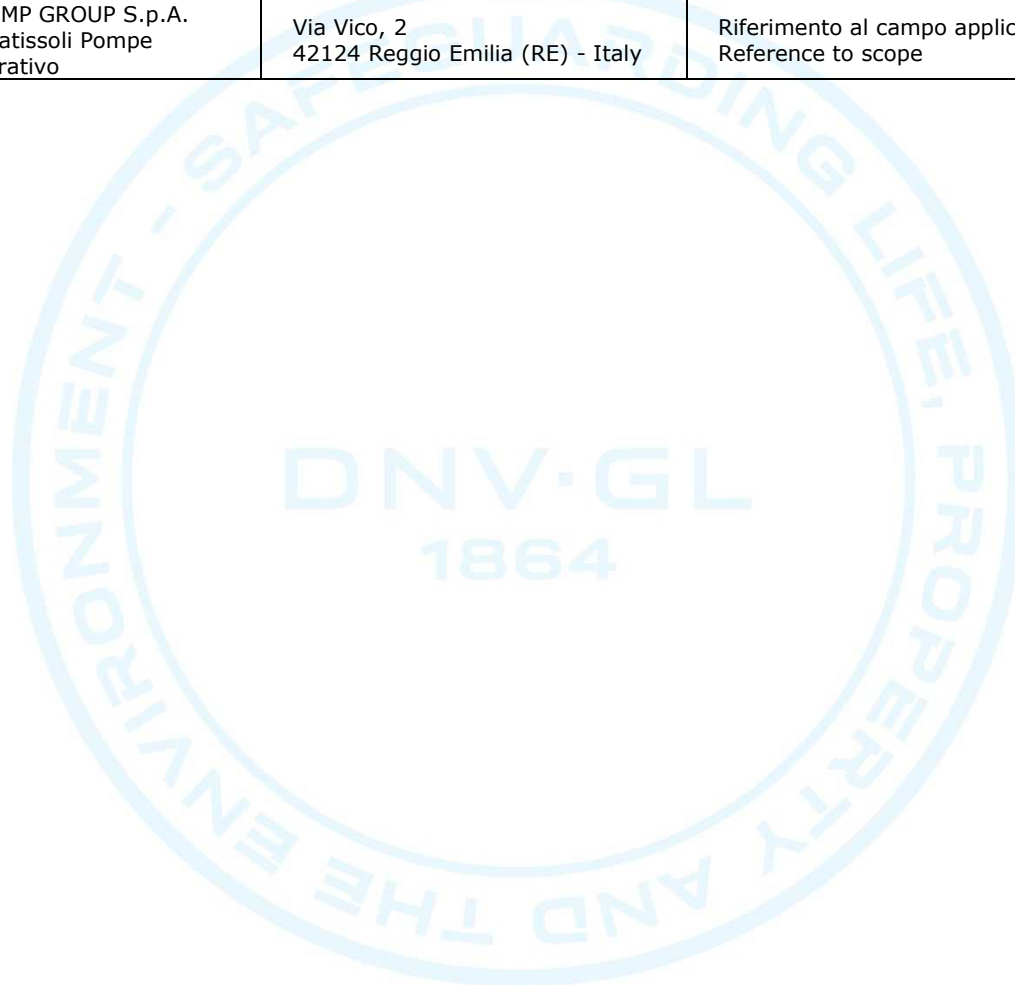 MP GROUP S.p.A.
atissoli Pompe
rativo
Via Vico, 2
42124 Reggio Emilia (RE) - Italy
Riferimento al campo applic
Reference to scope
SAFEGUARDING LIFE, PROPERTY AND THE ENVIRONMENT -
DNV·GL
1864